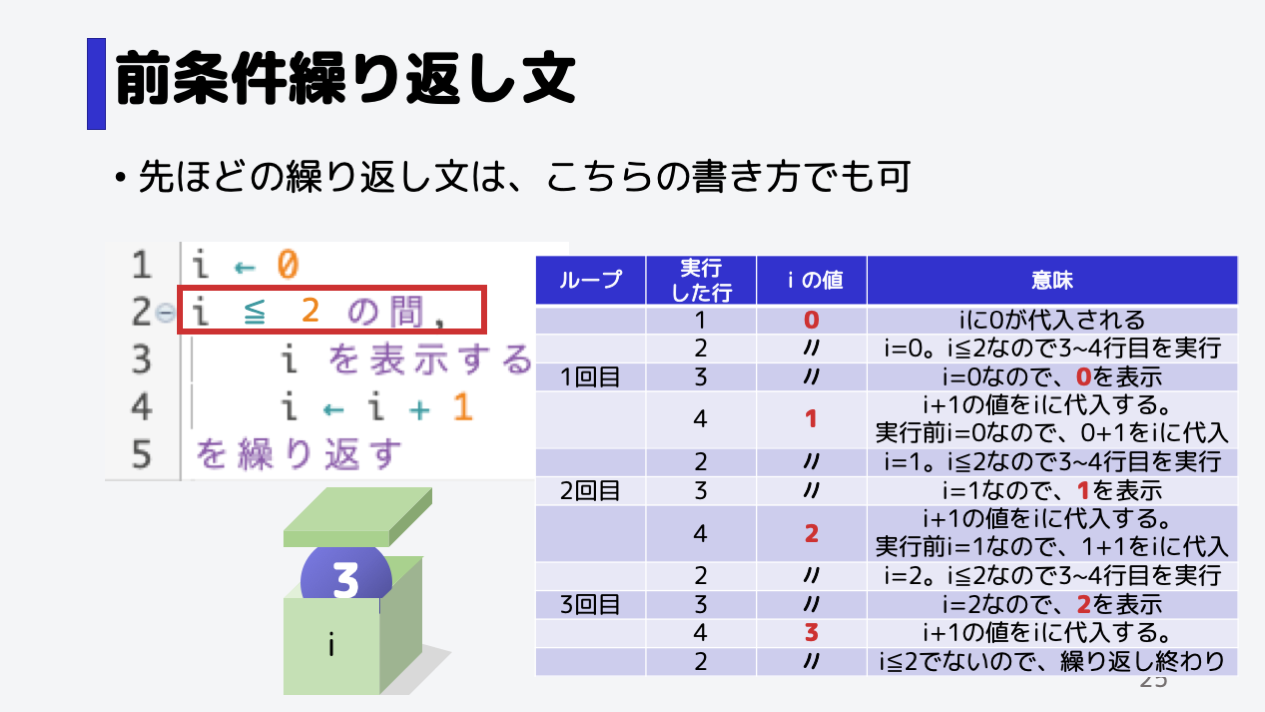 前条件繰り返し文
• 先ほどの繰り返し文は、こちらの書き方でも可
1 i ← 0
2 i ≦ 2 の間,
3 i を表示する
4 i ← i + 1
5 を繰り返す
3
i
ループ 実行した行 i の値 意味
1 0 iに0が代入される
2 〃 i=0。i≦2なので3~4行目を実行
1回目 3 〃 i=0なので、0を表示
4 1 i+1の値をiに代入する。
実行前i=0なので、0+1をiに代入
2 〃 i=1。i≦2なので3~4行目を実行
2回目 3 〃 i=1なので、1を表示
4 2 i+1の値をiに代入する。
実行前i=1なので、1+1をiに代入
2 〃 i=2。i≦2なので3~4行目を実行
3回目 3 〃 i=2なので、2を表示
4 3 i+1の値をiに代入する。
2 〃 i≦2でないので、繰り返し終わり
25